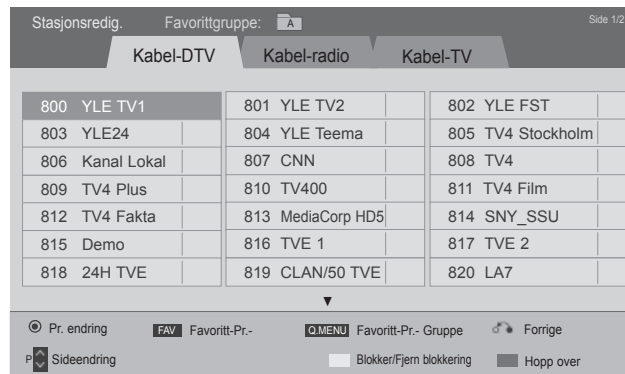 Stasjonsredig. Favorittgruppe: A Side 1/2
Kabel-DTV Kabel-radio Kabel-TV
800 YLE TV1 801 YLE TV2 802 YLE FST
803 YLE24 804 YLE Teema 805 TV4 Stockholm
806 Kanal Lokal 807 CNN 808 TV4
809 TV4 Plus 810 TV400 811 TV4 Film
812 TV4 Fakta 813 MediaCorp HD5 814 SNY_SSU
815 Demo 816 TVE 1 817 TVE 2
818 24H TVE 819 CLAN/50 TVE 820 LA7
Pr. endring FAV Favoritt-Pr.- Q.MENU Favoritt-Pr.- Gruppe Forrige
P Sideendring Blokker/Fjern blokkering Hopp over